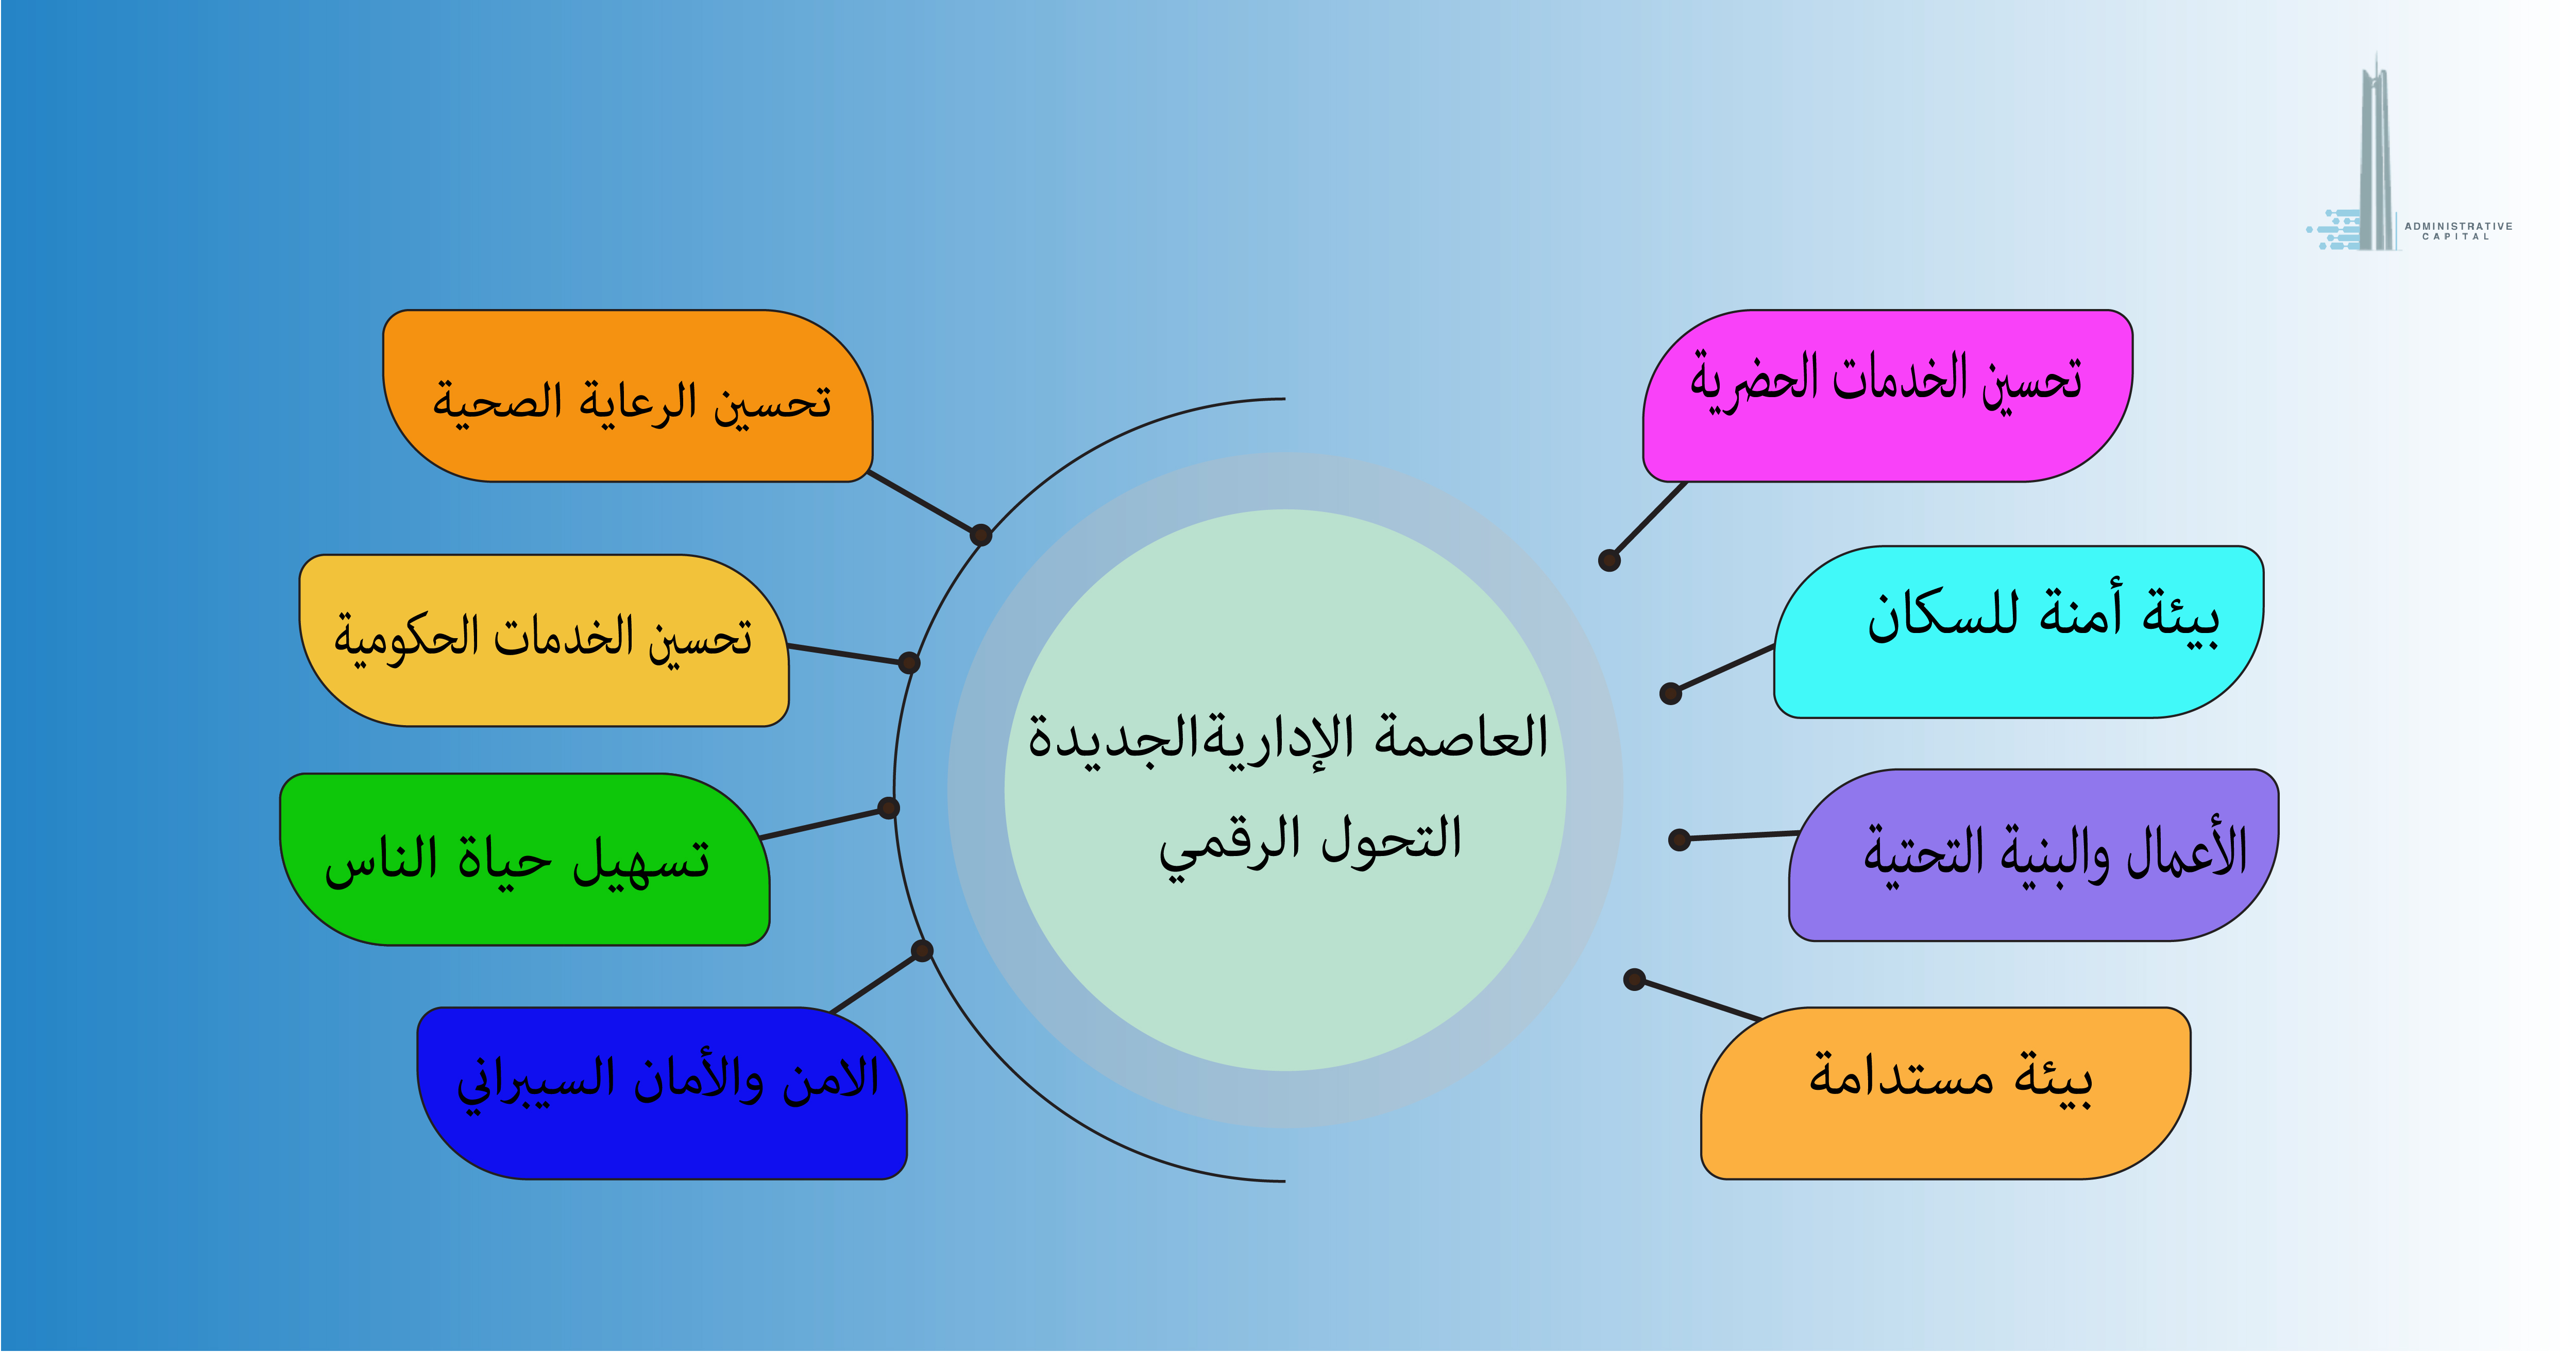 ADMINISTRATIVE
CAPITAL
تحسين الخدمات الحضرية
بيئة أمنة للسكان
الأعمال والبنية التحتية
بيئة مستدامة
العاصمة الإداريةالجديدة
التحول الرقمي
تحسين الرعاية الصحية
تحسين الخدمات الحكومية
تسهيل حياة الناس
الامن والأمان السيبراني